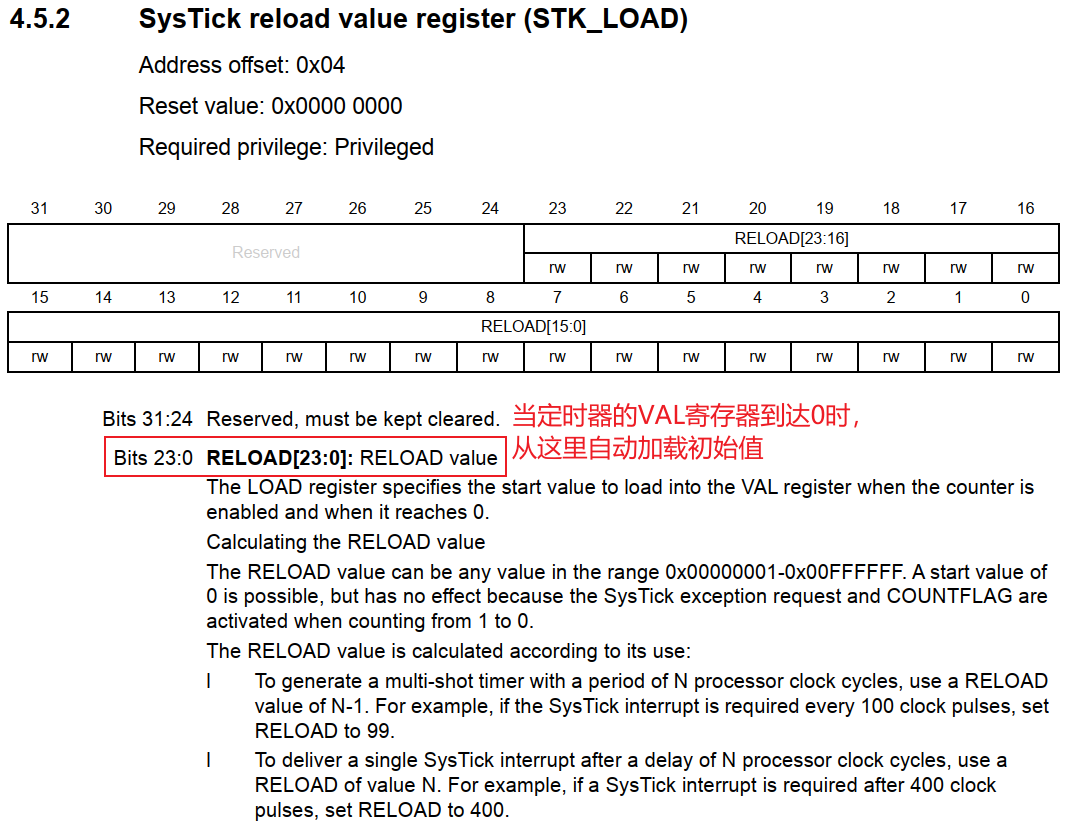 4.5.2 SysTick reload value register (STK_LOAD)
Address offset: 0x04
Reset value: 0x0000 0000
Required privilege: Privileged
31 30 29 28 27 26 25 24 23 22 21 20 19 18 17 16
Reserved
RELOAD[23:16]
rw rw rw rw rw rw rw rw
15 14 13 12 11 10 9 8 7 6 5 4 3 2 1 0
RELOAD[15:0]
rw rw rw rw rw rw rw rw rw rw rw rw rw rw rw rw
Bits 31:24 Reserved, must be kept cleared.
当定时器的VAL寄存器到达0时,
从这里自动加载初始值
Bits 23:0 RELOAD[23:0]: RELOAD value
The LOAD register specifies the start value to load into the VAL register when the counter is
enabled and when it reaches 0.
Calculating the RELOAD value
The RELOAD value can be any value in the range 0x00000001-0x00FFFFFF. A start value of
0 is possible, but has no effect because the SysTick exception request and COUNTFLAG are
activated when counting from 1 to 0.
The RELOAD value is calculated according to its use:
l To generate a multi-shot timer with a period of N processor clock cycles, use a RELOAD
value of N-1. For example, if the SysTick interrupt is required every 100 clock pulses, set
RELOAD to 99.
l To deliver a single SysTick interrupt after a delay of N processor clock cycles, use a
RELOAD of value N. For example, if a SysTick interrupt is required after 400 clock
pulses, set RELOAD to 400.